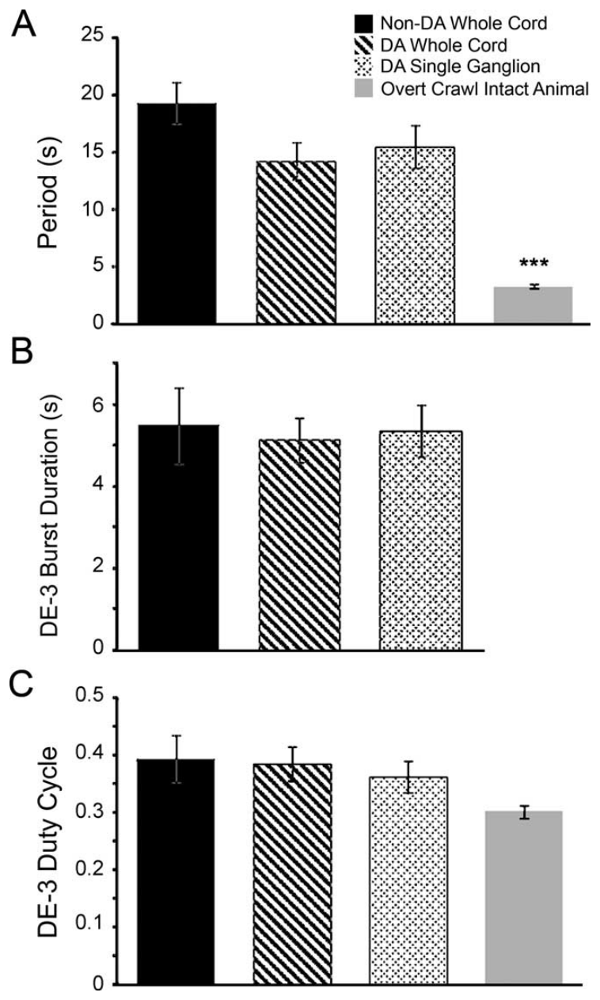 A
Non-DA Whole Cord
DA Whole Cord
DA Single Ganglion
Overt Crawl Intact Animal
Period (s)
25
20
15
10
5
0
***
B
DE-3 Burst Duration (s)
6
4
2
0
C
DE-3 Duty Cycle
0.5
0.4
0.3
0.2
0.1
0